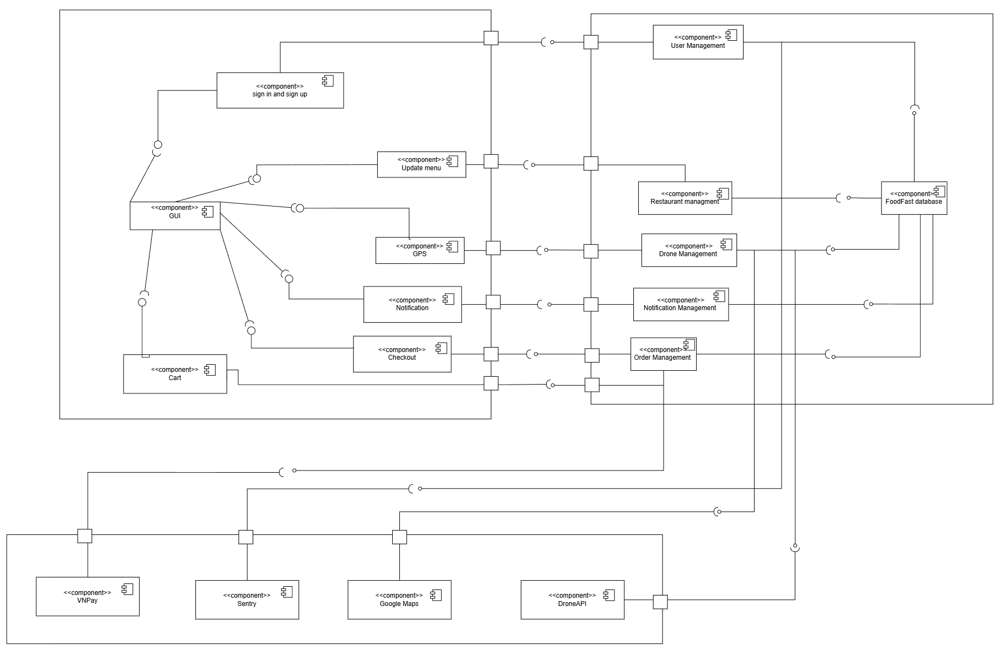 <<component>>
User Management
<<component>>
sign in and sign up
<<component>>
Update menu
<<component>>
Restaurant managment
<<component>>
FoodFast database
<<component>>
GUI
<<component>>
GPS
<<component>>
Drone Management
<<component>>
Notification
<<component>>
Notification Management
<<component>>
Checkout
<<component>>
Order Management
<<component>>
Cart
<<component>>
VNPay
<<component>>
Sentry
<<component>>
Google Maps
<<component>>
DroneAPI